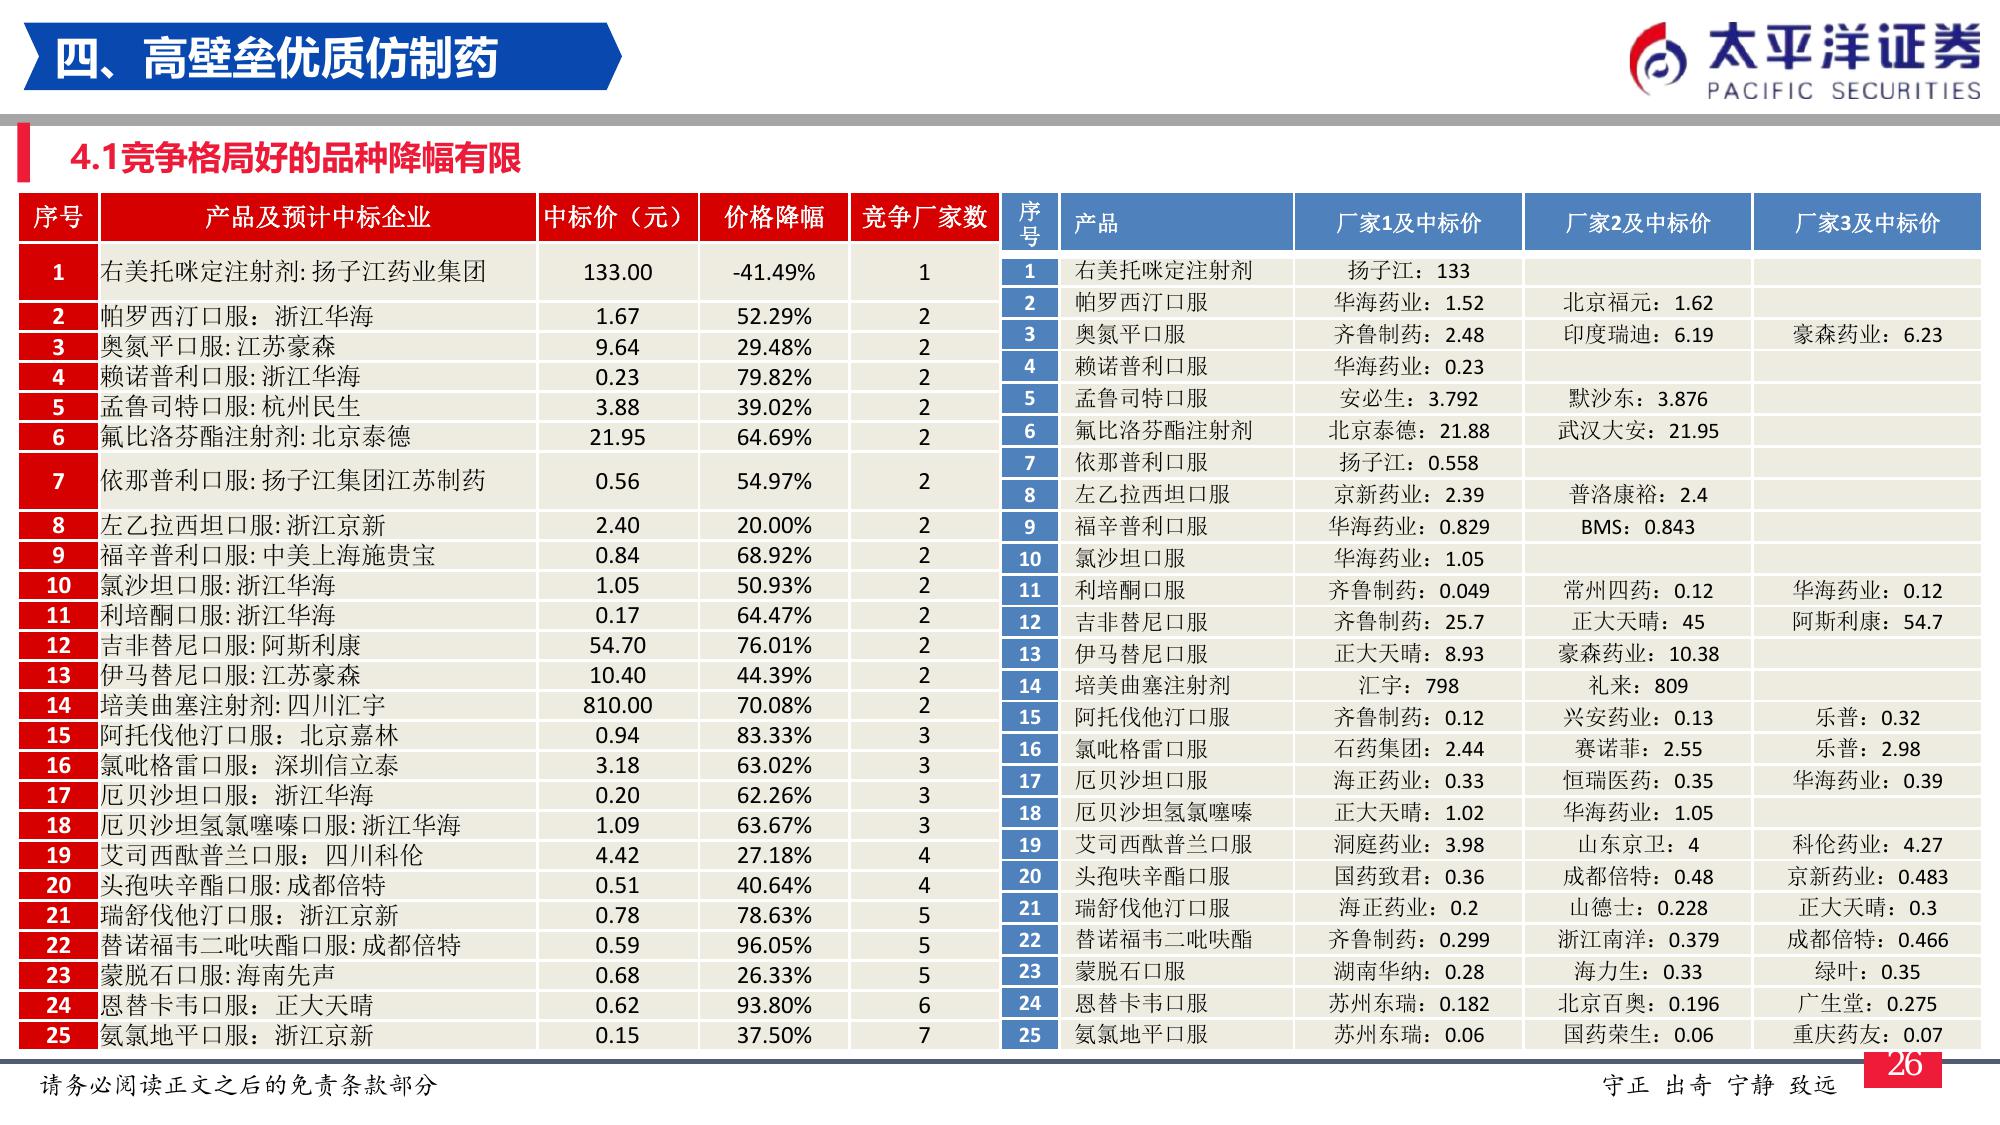 四、高壁垒优质仿制药
太平洋证券
PACIFIC SECURITIES
4.1竞争格局好的品种降幅有限
序号 产品及预计中标企业 中标价（元） 价格降幅 竞争厂家数
1 右美托咪定注射剂: 扬子江药业集团 133.00 -41.49% 1
2 帕罗西汀口服：浙江华海 1.67 52.29% 2
3 奥氮平口服: 江苏豪森 9.64 29.48% 2
4 赖诺普利口服: 浙江华海 0.23 79.82% 2
5 孟鲁司特口服: 杭州民生 3.88 39.02% 2
6 氟比洛芬酯注射剂: 北京泰德 21.95 64.69% 2
7 依那普利口服: 扬子江集团江苏制药 0.56 54.97% 2
8 左乙拉西坦口服: 浙江京新 2.40 20.00% 2
9 福辛普利口服: 中美上海施贵宝 0.84 68.92% 2
10 氯沙坦口服: 浙江华海 1.05 50.93% 2
11 利培酮口服: 浙江华海 0.17 64.47% 2
12 吉非替尼口服: 阿斯利康 54.70 76.01% 2
13 伊马替尼口服: 江苏豪森 10.40 44.39% 2
14 培美曲塞注射剂: 四川汇宇 810.00 70.08% 2
15 阿托伐他汀口服：北京嘉林 0.94 83.33% 3
16 氯吡格雷口服：深圳信立泰 3.18 63.02% 3
17 厄贝沙坦口服：浙江华海 0.20 62.26% 3
18 厄贝沙坦氢氯噻嗪口服: 浙江华海 1.09 63.67% 3
19 艾司西酞普兰口服：四川科伦 4.42 27.18% 4
20 头孢呋辛酯口服: 成都倍特 0.51 40.64% 4
21 瑞舒伐他汀口服：浙江京新 0.78 78.63% 5
22 替诺福韦二吡呋酯口服: 成都倍特 0.59 96.05% 5
23 蒙脱石口服: 海南先声 0.68 26.33% 5
24 恩替卡韦口服：正大天晴 0.62 93.80% 6
25 氨氯地平口服：浙江京新 0.15 37.50% 7
序号 产品 厂家1及中标价 厂家2及中标价 厂家3及中标价
1 右美托咪定注射剂 扬子江：133
2 帕罗西汀口服 华海药业：1.52 北京福元：1.62
3 奥氮平口服 齐鲁制药：2.48 印度瑞迪：6.19 豪森药业：6.23
4 赖诺普利口服 华海药业：0.23
5 孟鲁司特口服 安必生：3.792 默沙东：3.876
6 氟比洛芬酯注射剂 北京泰德：21.88 武汉大安：21.95
7 依那普利口服 扬子江：0.558
8 左乙拉西坦口服 京新药业：2.39 普洛康裕：2.4
9 福辛普利口服 华海药业：0.829 BMS：0.843
10 氯沙坦口服 华海药业：1.05
11 利培酮口服 齐鲁制药：0.049 常州四药：0.12 华海药业：0.12
12 吉非替尼口服 齐鲁制药：25.7 正大天晴：45 阿斯利康：54.7
13 伊马替尼口服 正大天晴：8.93 豪森药业：10.38
14 培美曲塞注射剂 汇宇：798 礼来：809
15 阿托伐他汀口服 齐鲁制药：0.12 兴安药业：0.13 乐普：0.32
16 氯吡格雷口服 石药集团：2.44 赛诺菲：2.55 乐普：2.98
17 厄贝沙坦口服 海正药业：0.33 恒瑞医药：0.35 华海药业：0.39
18 厄贝沙坦氢氯噻嗪 正大天晴：1.02 华海药业：1.05
19 艾司西酞普兰口服 洞庭药业：3.98 山东京卫：4 科伦药业：4.27
20 头孢呋辛酯口服 国药致君：0.36 成都倍特：0.48 京新药业：0.483
21 瑞舒伐他汀口服 海正药业：0.2 山德士：0.228 正大天晴：0.3
22 替诺福韦二吡呋酯 齐鲁制药：0.299 浙江南洋：0.379 成都倍特：0.466
23 蒙脱石口服 湖南华纳：0.28 海力生：0.33 绿叶：0.35
24 恩替卡韦口服 苏州东瑞：0.182 北京百奥：0.196 广生堂：0.275
25 氨氯地平口服 苏州东瑞：0.06 国药荣生：0.06 重庆药友：0.07
请务必阅读正文之后的免责条款部分
守正 出奇 宁静 致远
26